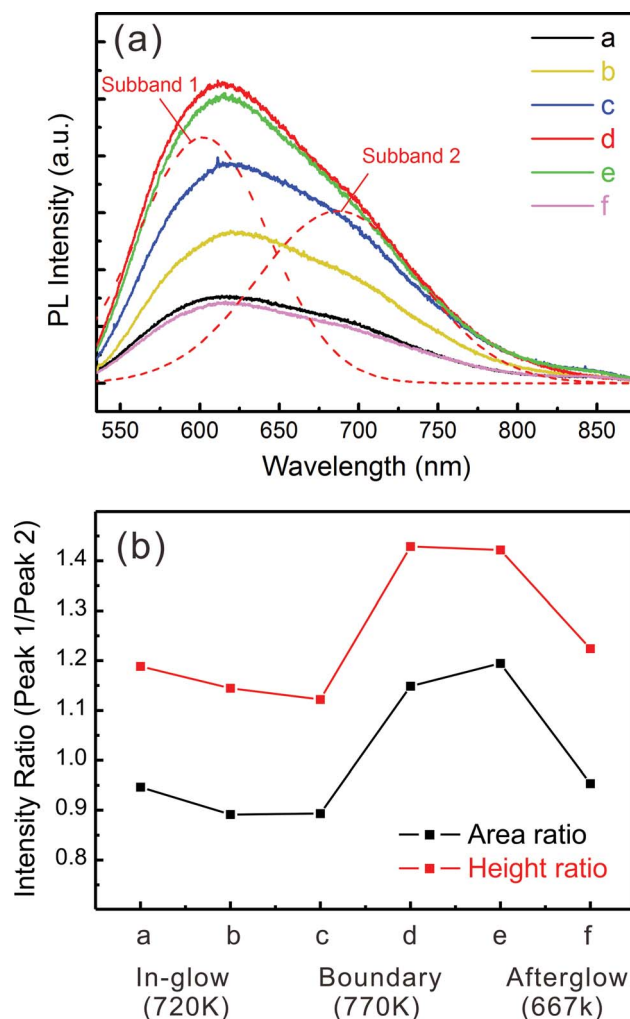 (a)
Subband 1
Subband 2
a
b
c
d
e
f
PL Intensity (a.u.)
550 600 650 700 750 800 850
Wavelength (nm)
(b)
Intensity Ratio (Peak 1/Peak 2)
1.4
1.3
1.2
1.1
1.0
0.9
0.8
Area ratio
Height ratio
a b c d e f
In-glow Boundary Afterglow
(720K) (770K) (667k)